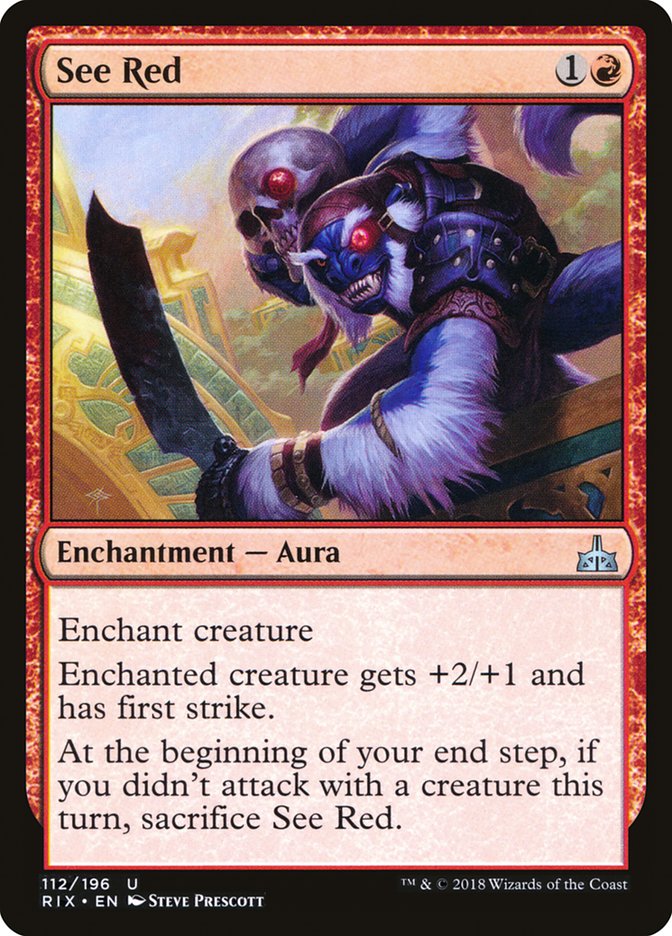 See Red 1
Enchantment — Aura
Enchant creature
Enchanted creature gets +2/+1 and
has first strike.
At the beginning of your end step, if
you didn't attack with a creature this
turn, sacrifice See Red.
112/196 U
RIX • EN Steve Prescott
™ & © 2018 Wizards of the Coast